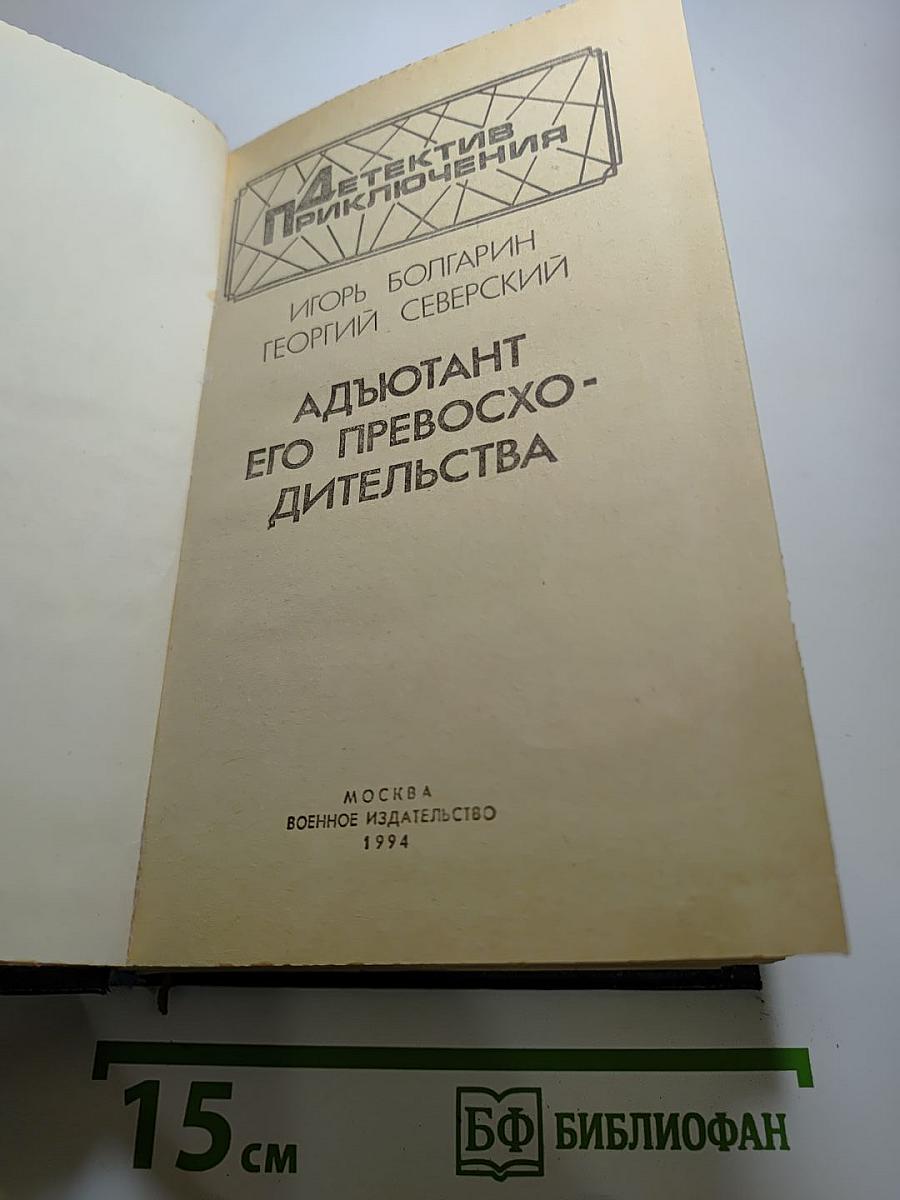 ДЕТЕКТИВ
ПРИКЛЮЧЕНИЯ
ИГОРЬ БОЛГАРИН
ГЕОРГИЙ СЕВЕРСКИЙ
АДЪЮТАНТ
ЕГО ПРЕВОСХО-
ДИТЕЛЬСТВА
МОСКВА
ВОЕННОЕ ИЗДАТЕЛЬСТВО
1994
15 СМ
БФ БИБЛИОФАН